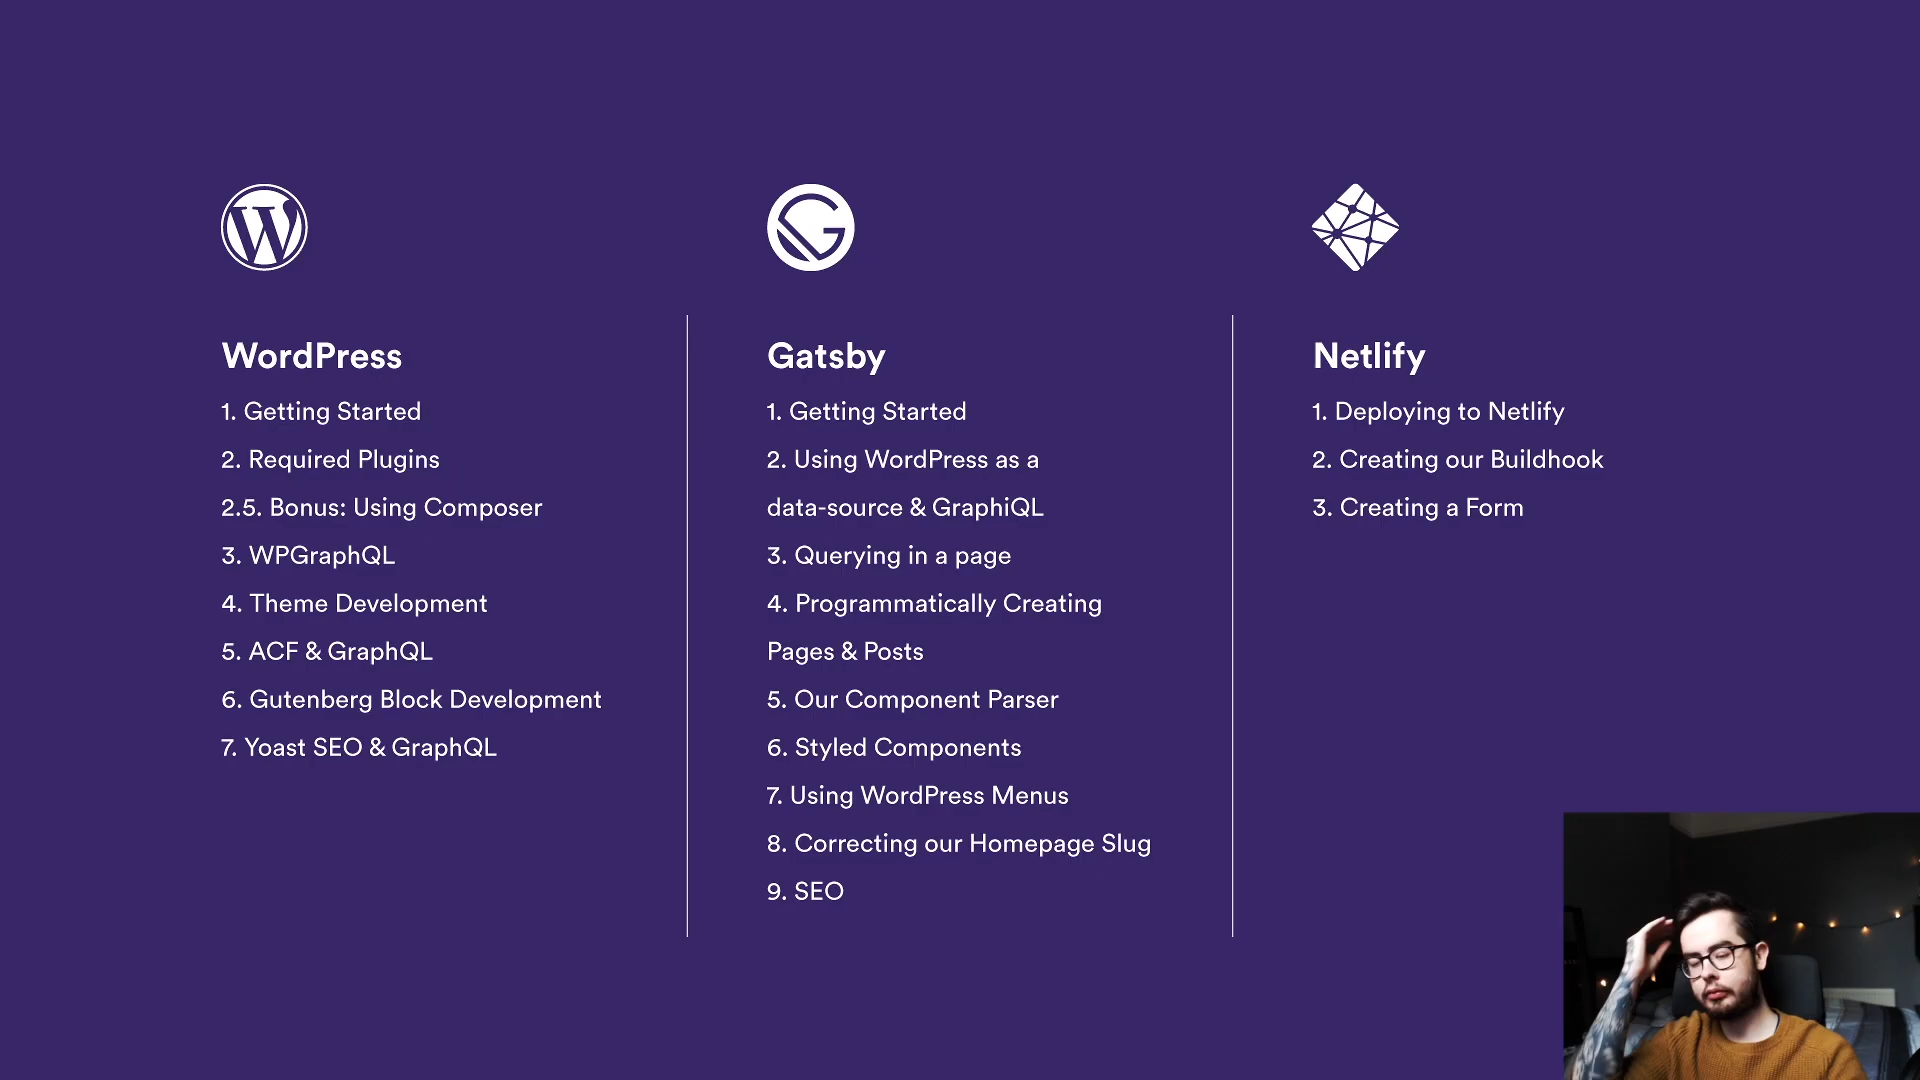 WordPress
1. Getting Started
2. Required Plugins
2.5. Bonus: Using Composer
3. WPGraphQL
4. Theme Development
5. ACF & GraphQL
6. Gutenberg Block Development
7. Yoast SEO & GraphQL
Gatsby
1. Getting Started
2. Using WordPress as a
data-source & GraphiQL
3. Querying in a page
4. Programmatically Creating
Pages & Posts
5. Our Component Parser
6. Styled Components
7. Using WordPress Menus
8. Correcting our Homepage Slug
9. SEO
Netlify
1. Deploying to Netlify
2. Creating our Buildhook
3. Creating a Form